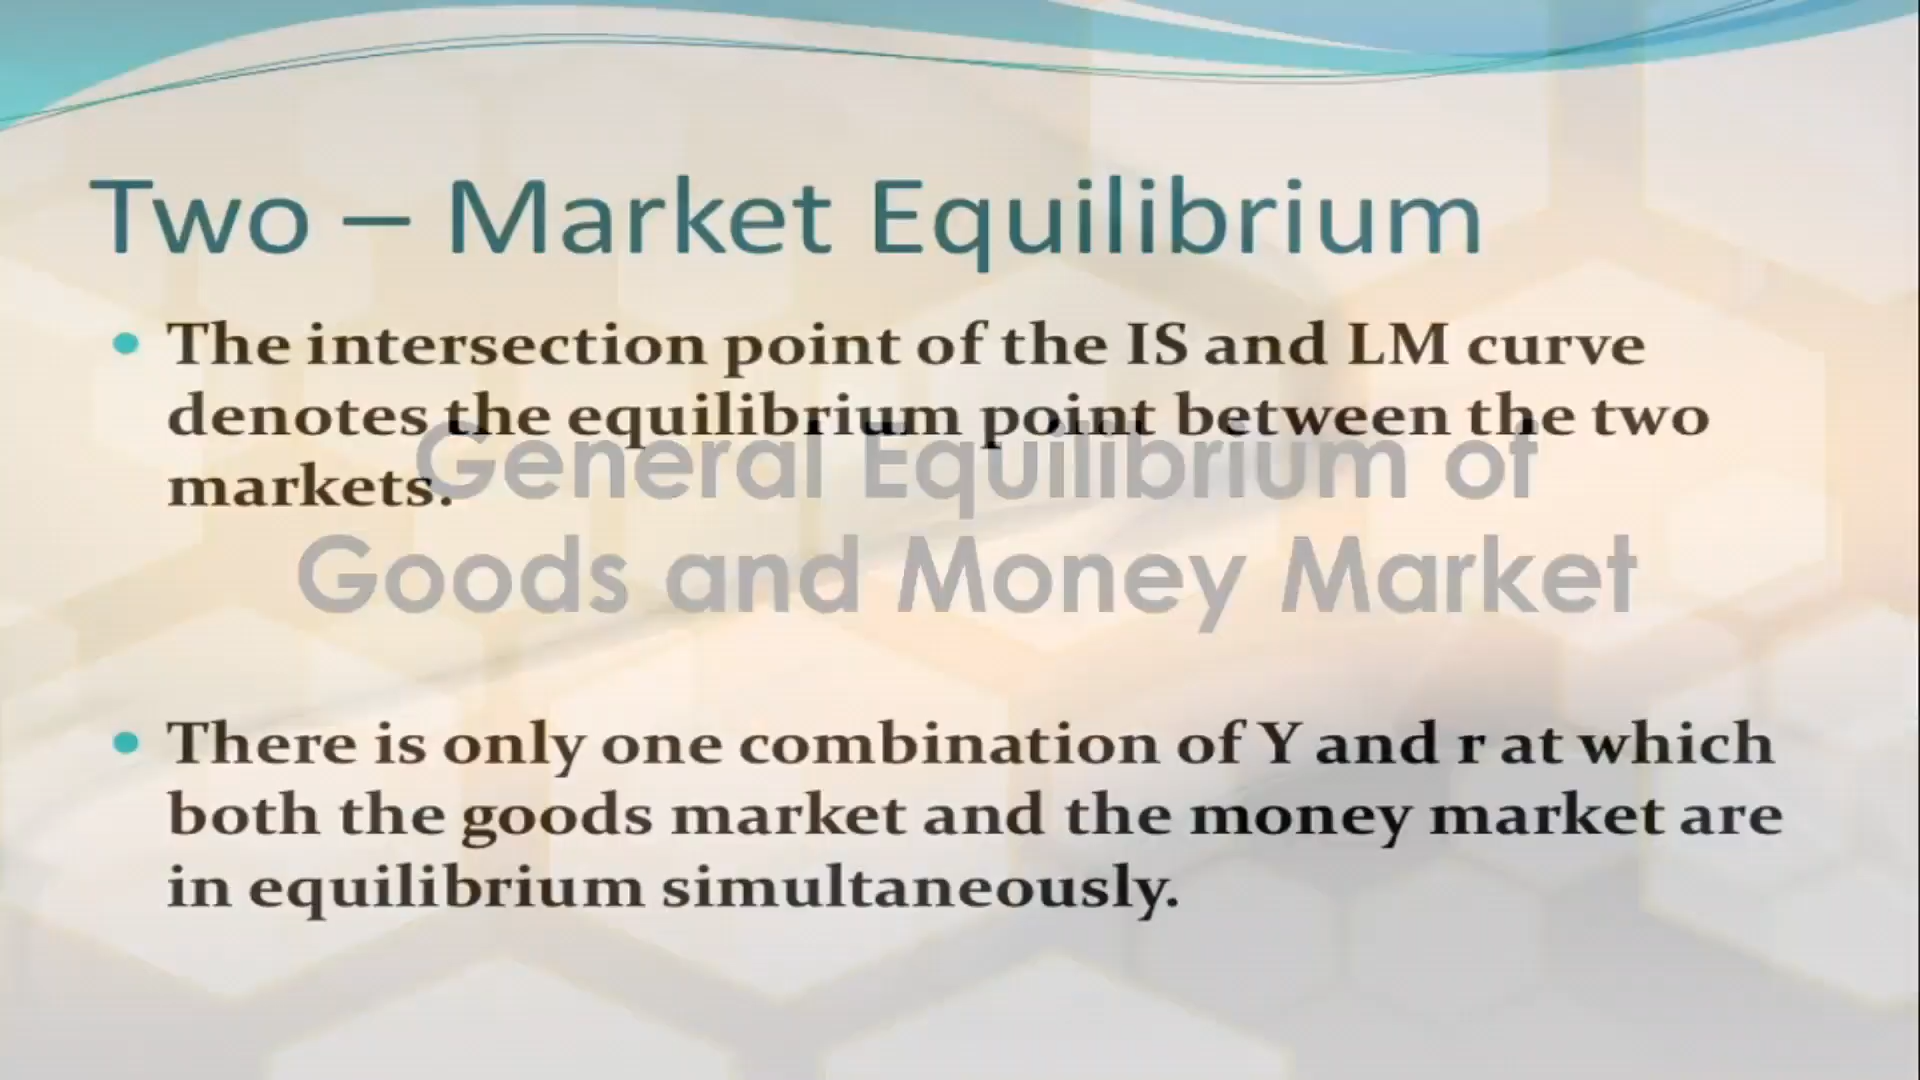 Two – Market Equilibrium
• The intersection point of the IS and LM curve
denotes the equilibrium point between the two
markets.
General Equilibrium of
Goods and Money Market
• There is only one combination of Y and r at which
both the goods market and the money market are
in equilibrium simultaneously.